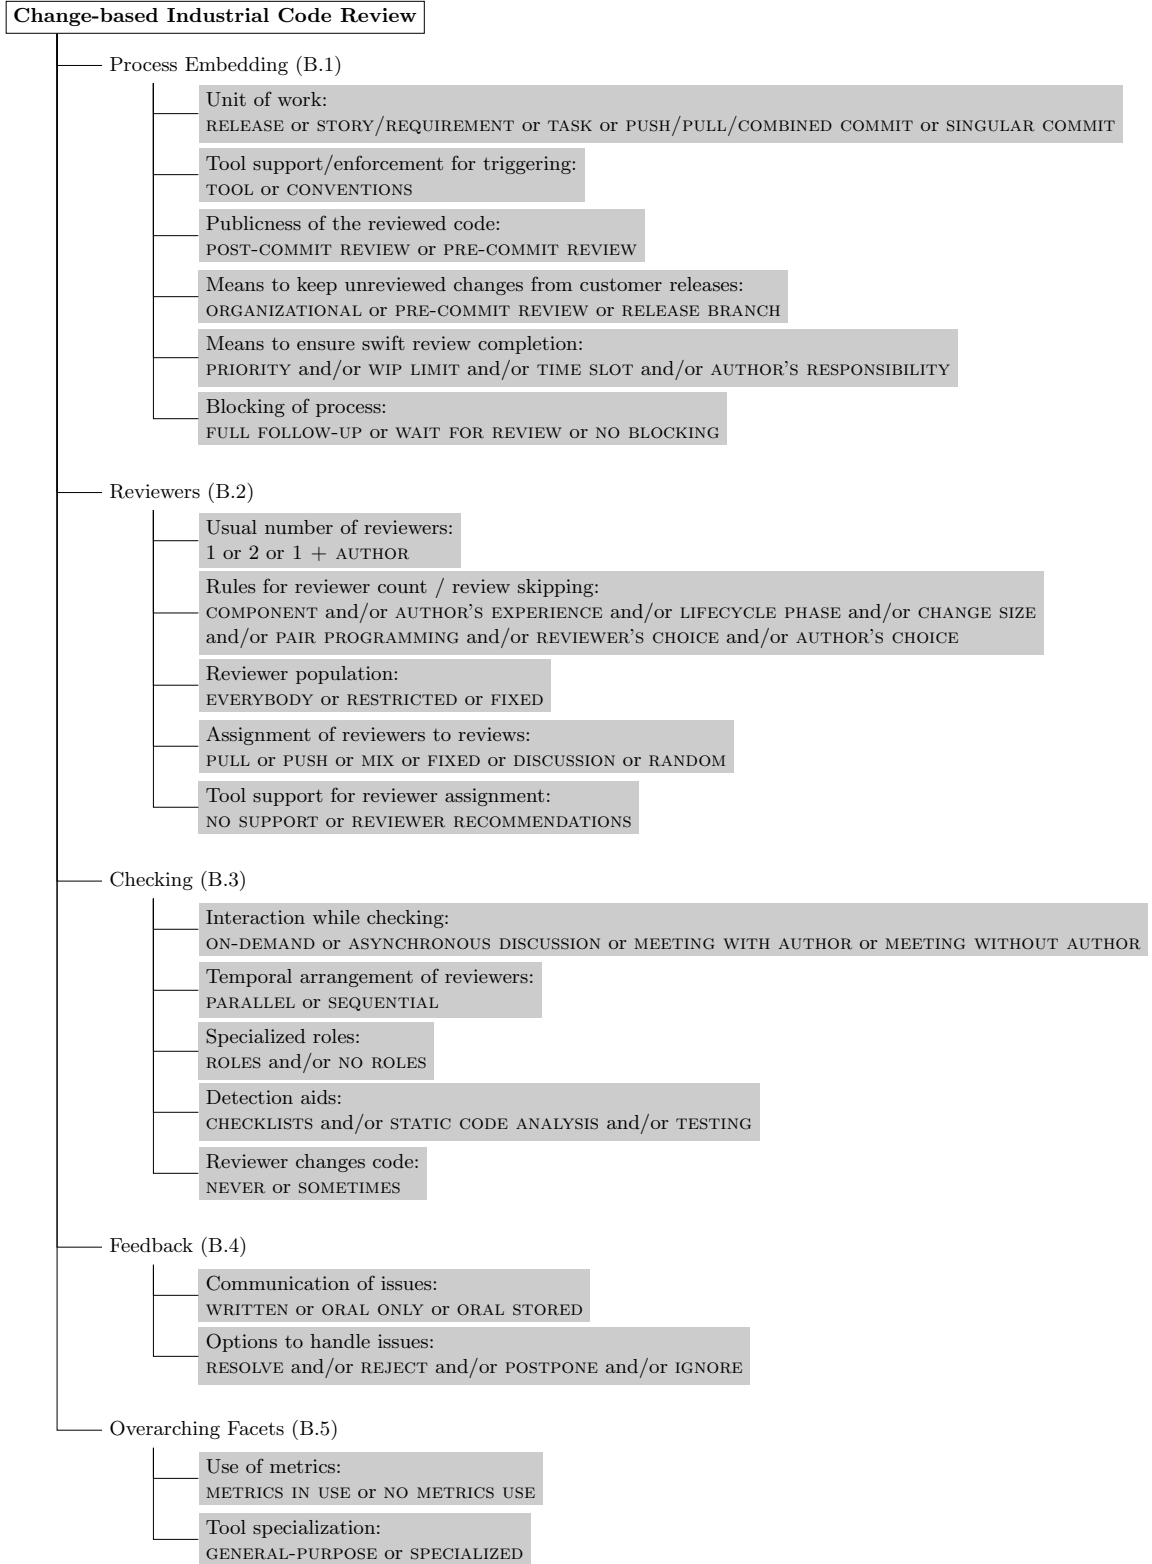 Change-based Industrial Code Review
Process Embedding (B.1)
Unit of work:
RELEASE or STORY/REQUIREMENT or TASK or PUSH/PULL/COMBINED COMMIT or SINGULAR COMMIT
Tool support/enforcement for triggering:
TOOL or CONVENTIONS
Publicness of the reviewed code:
POST-COMMIT REVIEW or PRE-COMMIT REVIEW
Means to keep unreviewed changes from customer releases:
ORGANIZATIONAL or PRE-COMMIT REVIEW or RELEASE BRANCH
Means to ensure swift review completion:
PRIORITY and/or WIP LIMIT and/or TIME SLOT and/or AUTHOR'S RESPONSIBILITY
Blocking of process:
FULL FOLLOW-UP or WAIT FOR REVIEW or NO BLOCKING
Reviewers (B.2)
Usual number of reviewers:
1 or 2 or 1 + AUTHOR
Rules for reviewer count / review skipping:
COMPONENT and/or AUTHOR'S EXPERIENCE and/or LIFECYCLE PHASE and/or CHANGE SIZE
and/or PAIR PROGRAMMING and/or REVIEWER'S CHOICE and/or AUTHOR'S CHOICE
Reviewer population:
EVERYBODY or RESTRICTED or FIXED
Assignment of reviewers to reviews:
PULL or PUSH or MIX or FIXED or DISCUSSION or RANDOM
Tool support for reviewer assignment:
NO SUPPORT or REVIEWER RECOMMENDATIONS
Checking (B.3)
Interaction while checking:
ON-DEMAND or ASYNCHRONOUS DISCUSSION or MEETING WITH AUTHOR or MEETING WITHOUT AUTHOR
Temporal arrangement of reviewers:
PARALLEL or SEQUENTIAL
Specialized roles:
ROLES and/or NO ROLES
Detection aids:
CHECKLISTS and/or STATIC CODE ANALYSIS and/or TESTING
Reviewer changes code:
NEVER or SOMETIMES
Feedback (B.4)
Communication of issues:
WRITTEN or ORAL ONLY or ORAL STORED
Options to handle issues:
RESOLVE and/or REJECT and/or POSTPONE and/or IGNORE
Overarching Facets (B.5)
Use of metrics:
METRICS IN USE or NO METRICS USE
Tool specialization:
GENERAL-PURPOSE or SPECIALIZED